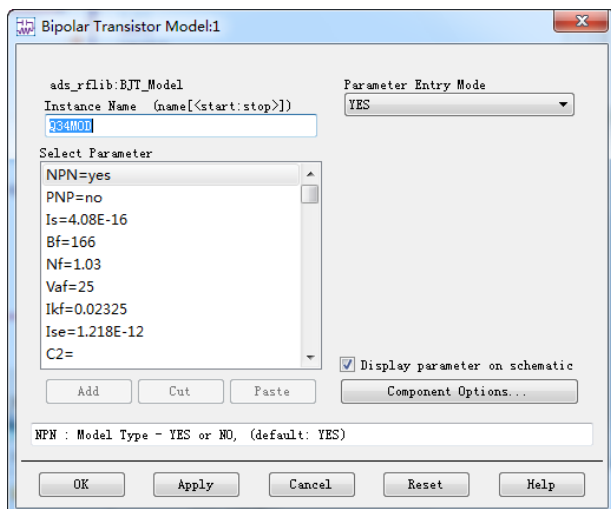 Bipolar Transistor Model:1
ads_rflib:BJT_Model
Instance Name (name[<start:stop>])
Q34MOD
Select Parameter
NPN=yes
PNP=no
Is=4.08E-16
Bf=166
Nf=1.03
Vaf=25
Ikf=0.02325
Ise=1.218E-12
C2=
Add Cut Paste
Parameter Entry Mode
YES
Display parameter on schematic
Component Options...
NPN : Model Type - YES or NO, (default: YES)
OK Apply Cancel Reset Help